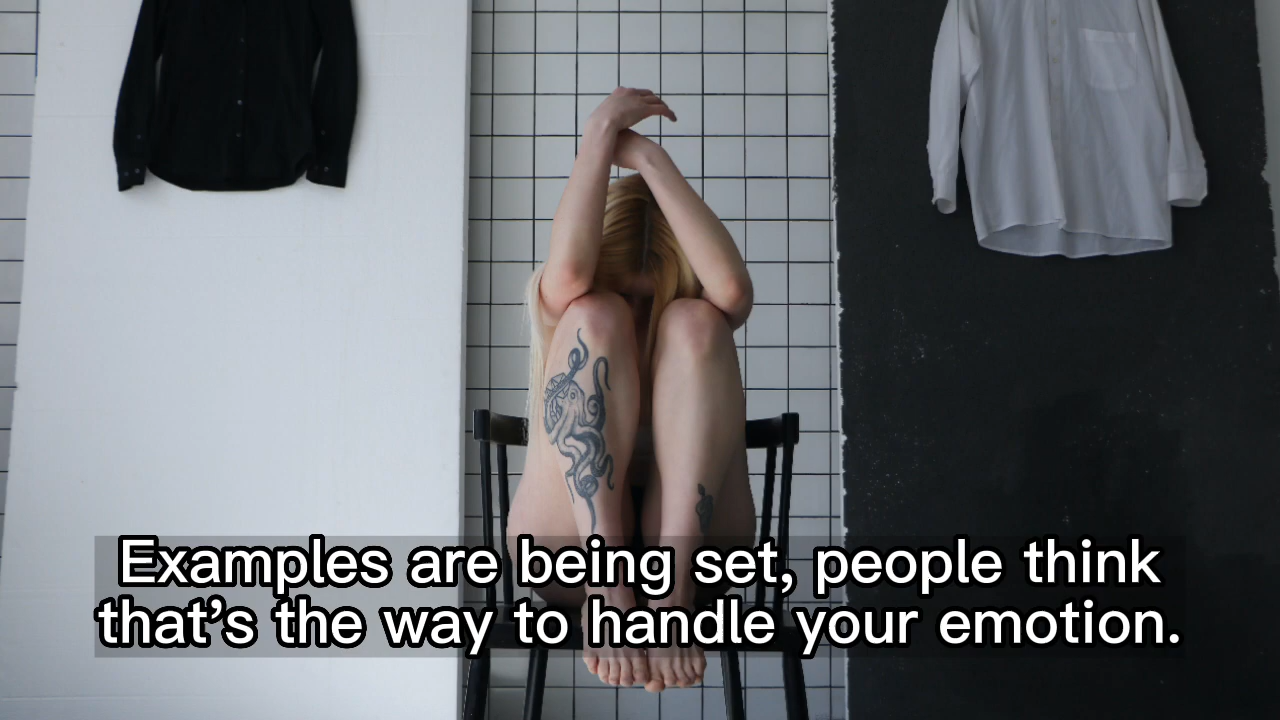 Examples are being set, people think
that’s the way to handle your emotion.